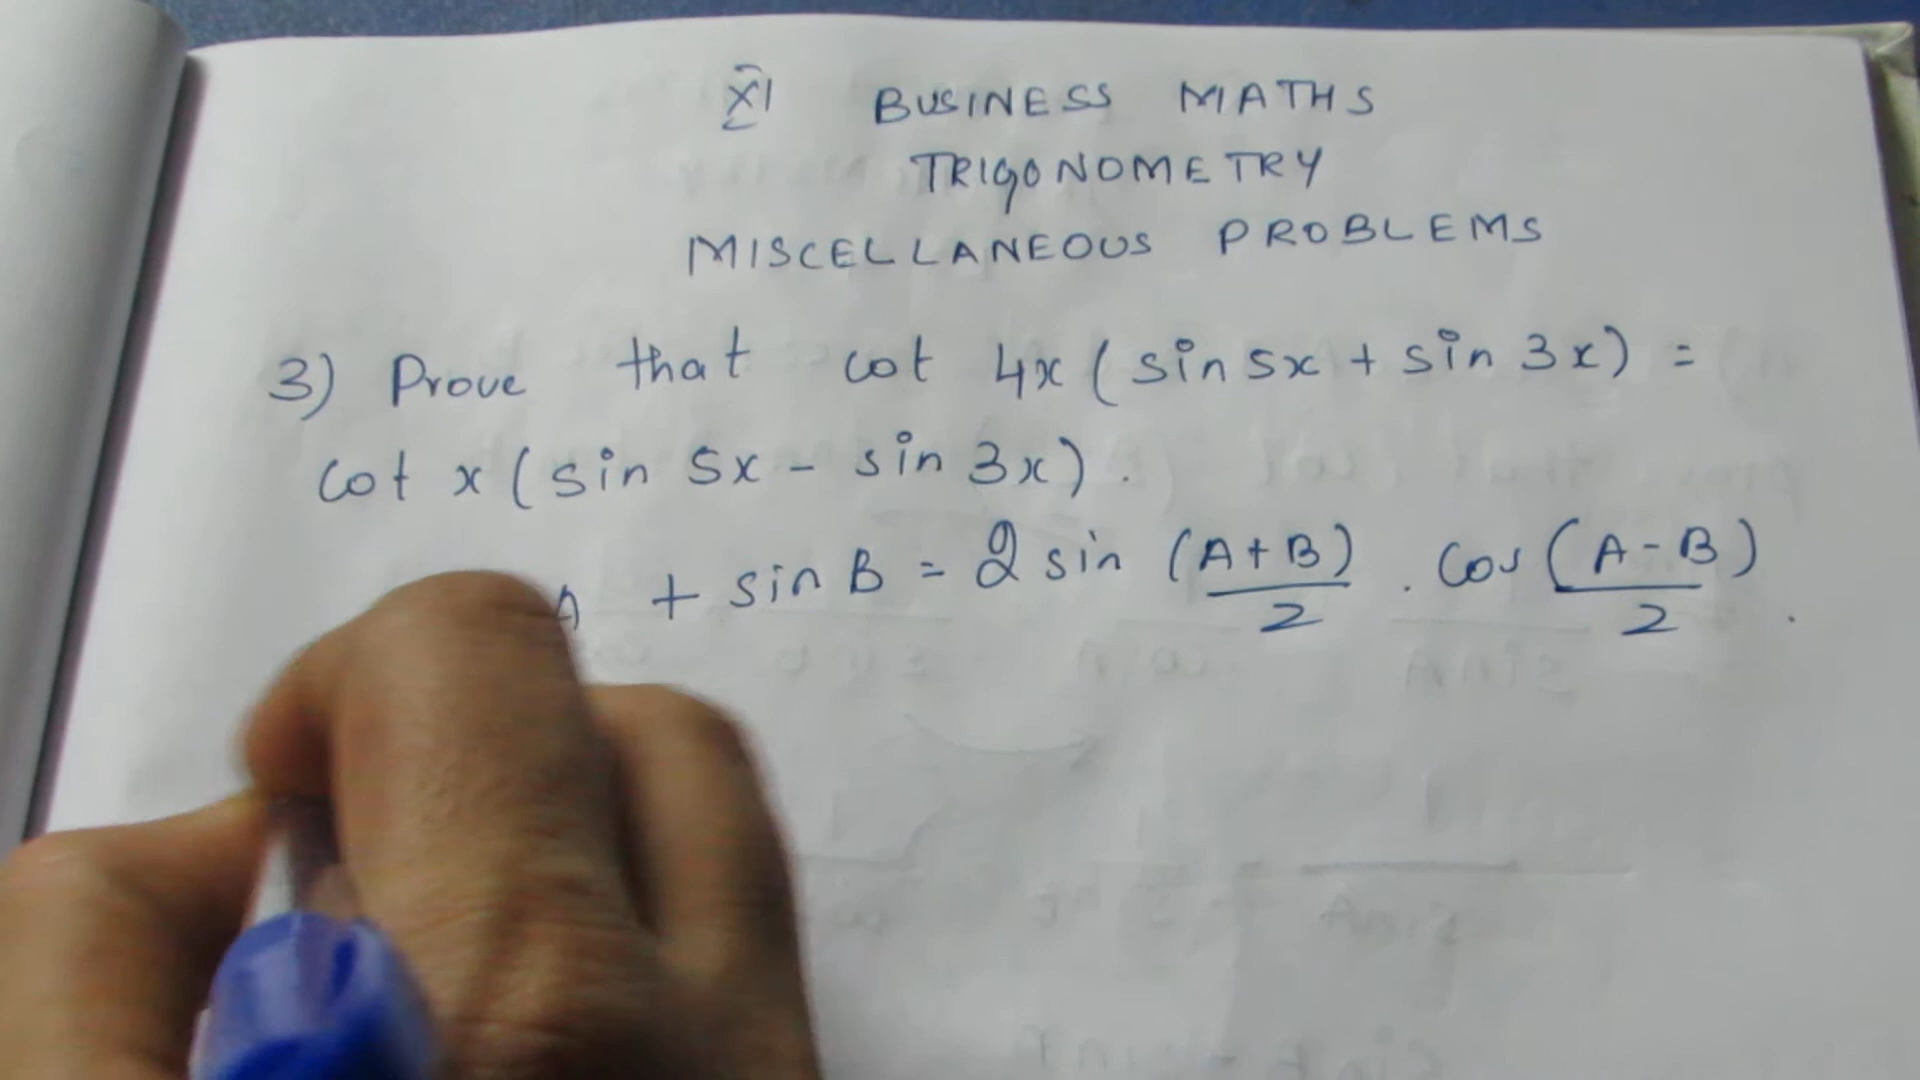 XI BUSINESS MATHS
TRIGONOMETRY
MISCELLANEOUS PROBLEMS
3) Prove that cot 4x (sin 5x + sin 3x) =
cot x (sin 5x - sin 3x).
A + sin B = 2 sin (A+B)/2 . cos (A-B)/2 .